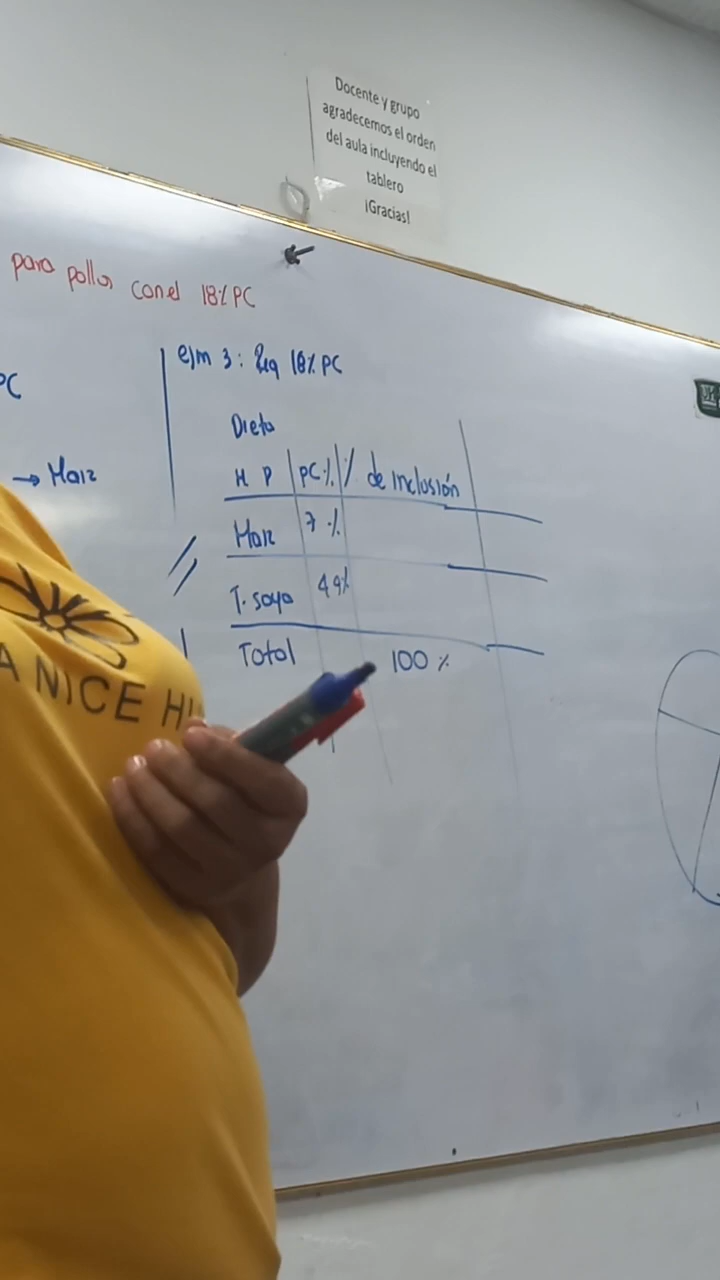 Docente y grupo
agradecemos el orden
del aula incluyendo el
tablero
¡Gracias!
para pollos con el 18% PC
PC
→ Maiz
ejm 3: Req 18% PC
Dieta
M P PC% % de inclusión
Maiz 7 %
T. soya 44%
Total 100 %
A NICE